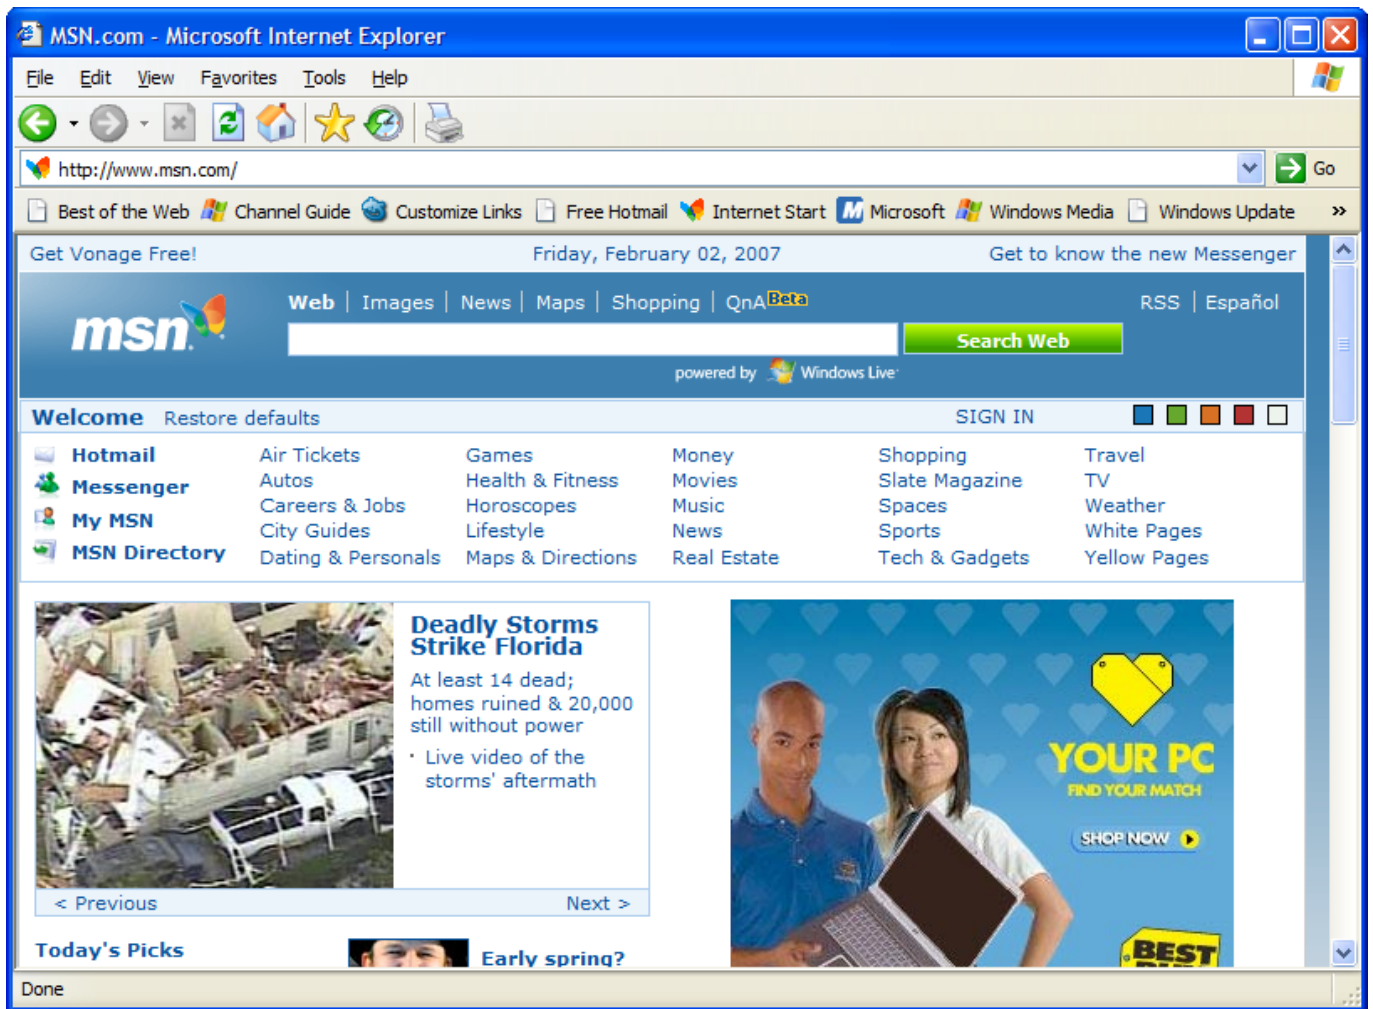 MSN.com - Microsoft Internet Explorer
File Edit View Favorites Tools Help
http://www.msn.com/ Go
Best of the Web Channel Guide Customize Links Free Hotmail Internet Start Microsoft Windows Media Windows Update »
Get Vonage Free! Friday, February 02, 2007 Get to know the new Messenger
Web | Images | News | Maps | Shopping | QnA Beta RSS | Español
msn Search Web
powered by Windows Live
Welcome Restore defaults SIGN IN
Hotmail
Messenger
My MSN
MSN Directory
Air Tickets
Autos
Careers & Jobs
City Guides
Dating & Personals
Games
Health & Fitness
Horoscopes
Lifestyle
Maps & Directions
Money
Movies
Music
News
Real Estate
Shopping
Slate Magazine
Spaces
Sports
Tech & Gadgets
Travel
TV
Weather
White Pages
Yellow Pages
Deadly Storms
Strike Florida
At least 14 dead;
homes ruined & 20,000
still without power
· Live video of the
storms' aftermath
< Previous Next >
YOUR PC
FIND YOUR MATCH
SHOP NOW
BEST
Today's Picks
Early spring?
Done